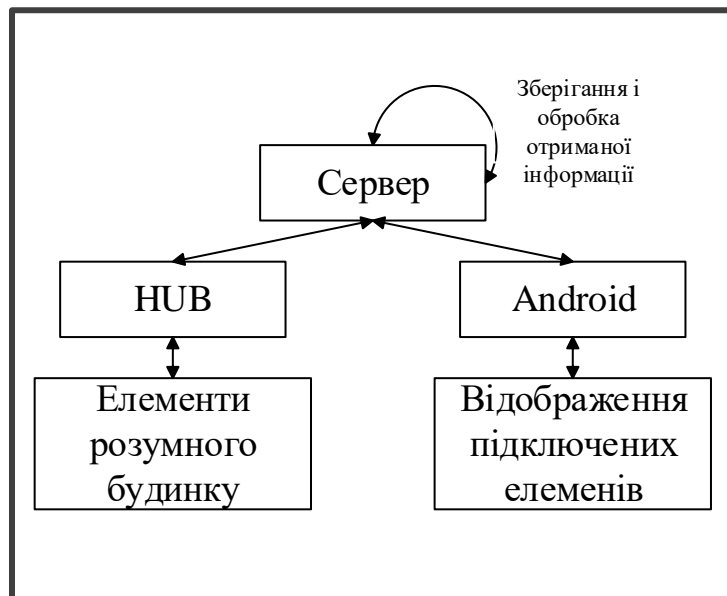 Зберігання і
обробка
отриманої
інформації
Сервер
HUB
Android
Елементи
розумного
будинку
Відображення
підключених
елеменів